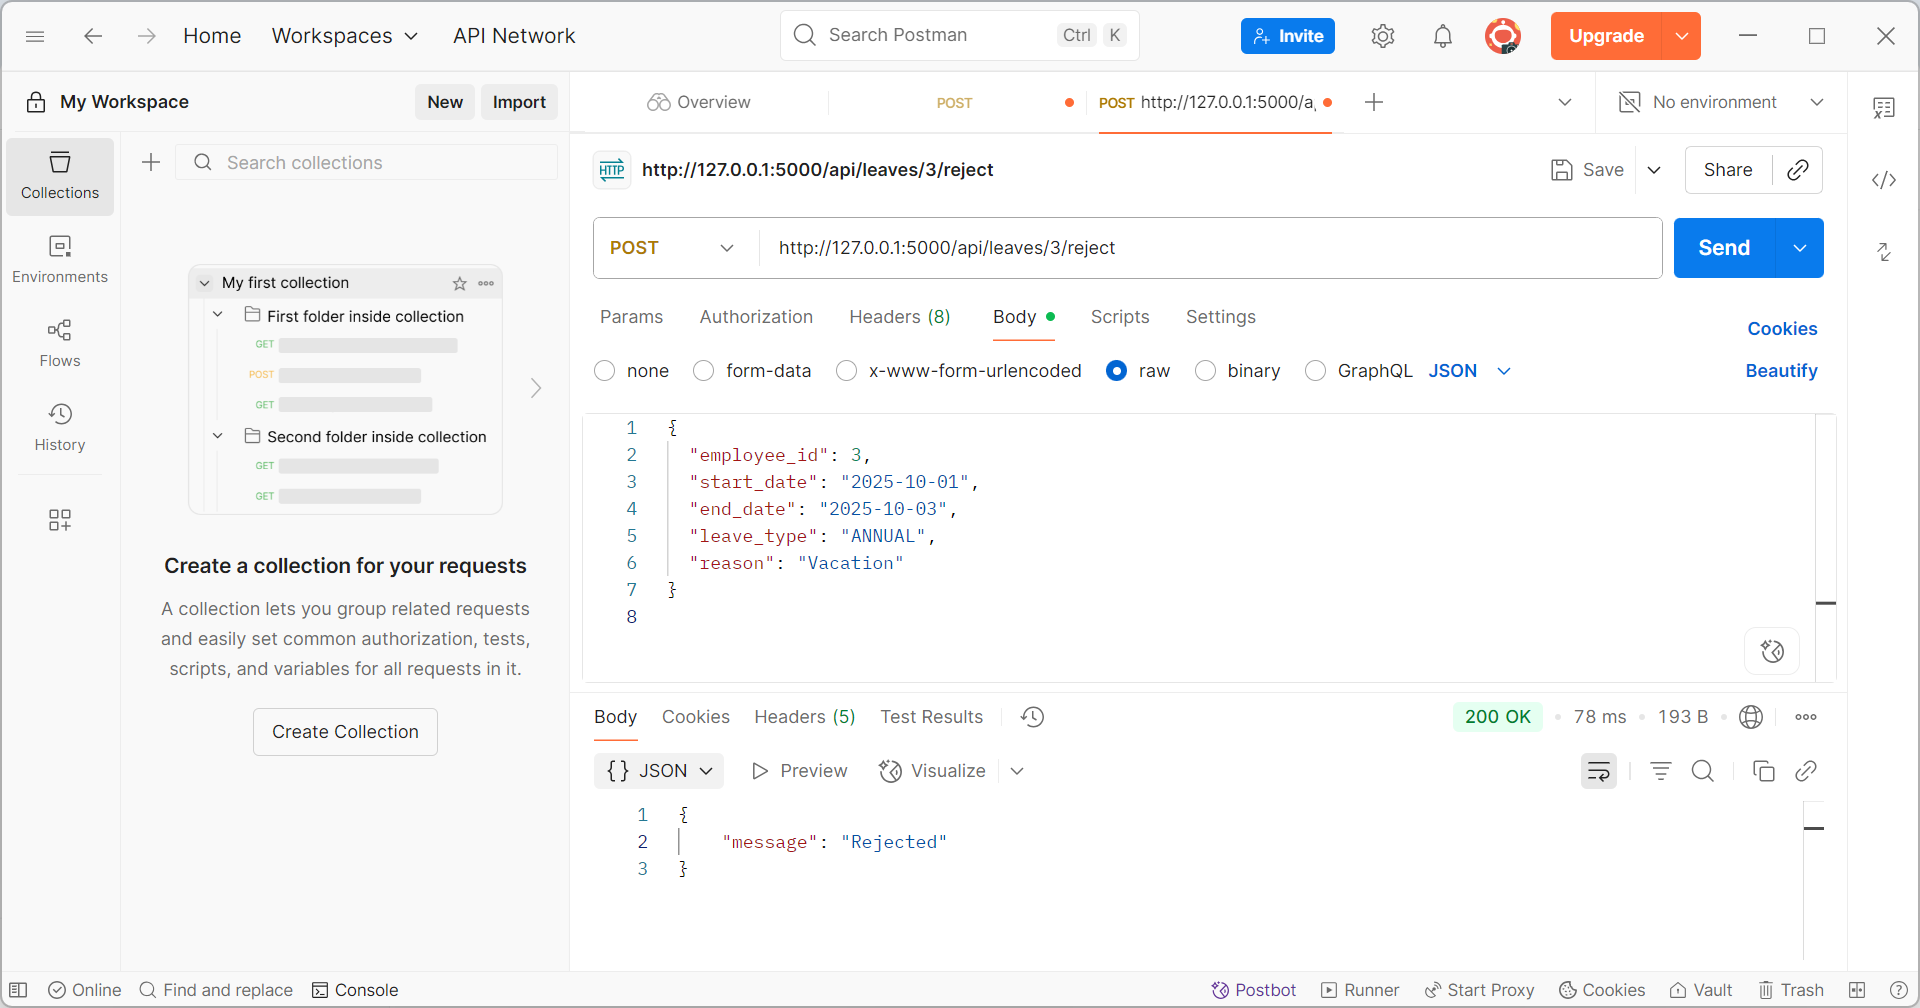 Home Workspaces API Network Search Postman Ctrl K Invite Upgrade
My Workspace New Import Overview POST POST http://127.0.0.1:5000/a No environment
Collections
Environments
Flows
History
Search collections
My first collection
First folder inside collection
GET
POST
GET
Second folder inside collection
GET
GET
Create a collection for your requests
A collection lets you group related requests
and easily set common authorization, tests,
scripts, and variables for all requests in it.
Create Collection
HTTP http://127.0.0.1:5000/api/leaves/3/reject Save Share
POST http://127.0.0.1:5000/api/leaves/3/reject Send
Params Authorization Headers (8) Body Scripts Settings Cookies
none form-data x-www-form-urlencoded raw binary GraphQL JSON Beautify
1 {
2 "employee_id": 3,
3 "start_date": "2025-10-01",
4 "end_date": "2025-10-03",
5 "leave_type": "ANNUAL",
6 "reason": "Vacation"
7 }
8
Body Cookies Headers (5) Test Results 200 OK • 78 ms • 193 B •
{} JSON Preview Visualize
1 {
2 "message": "Rejected"
3 }
Online Find and replace Console Postbot Runner Start Proxy Cookies Vault Trash